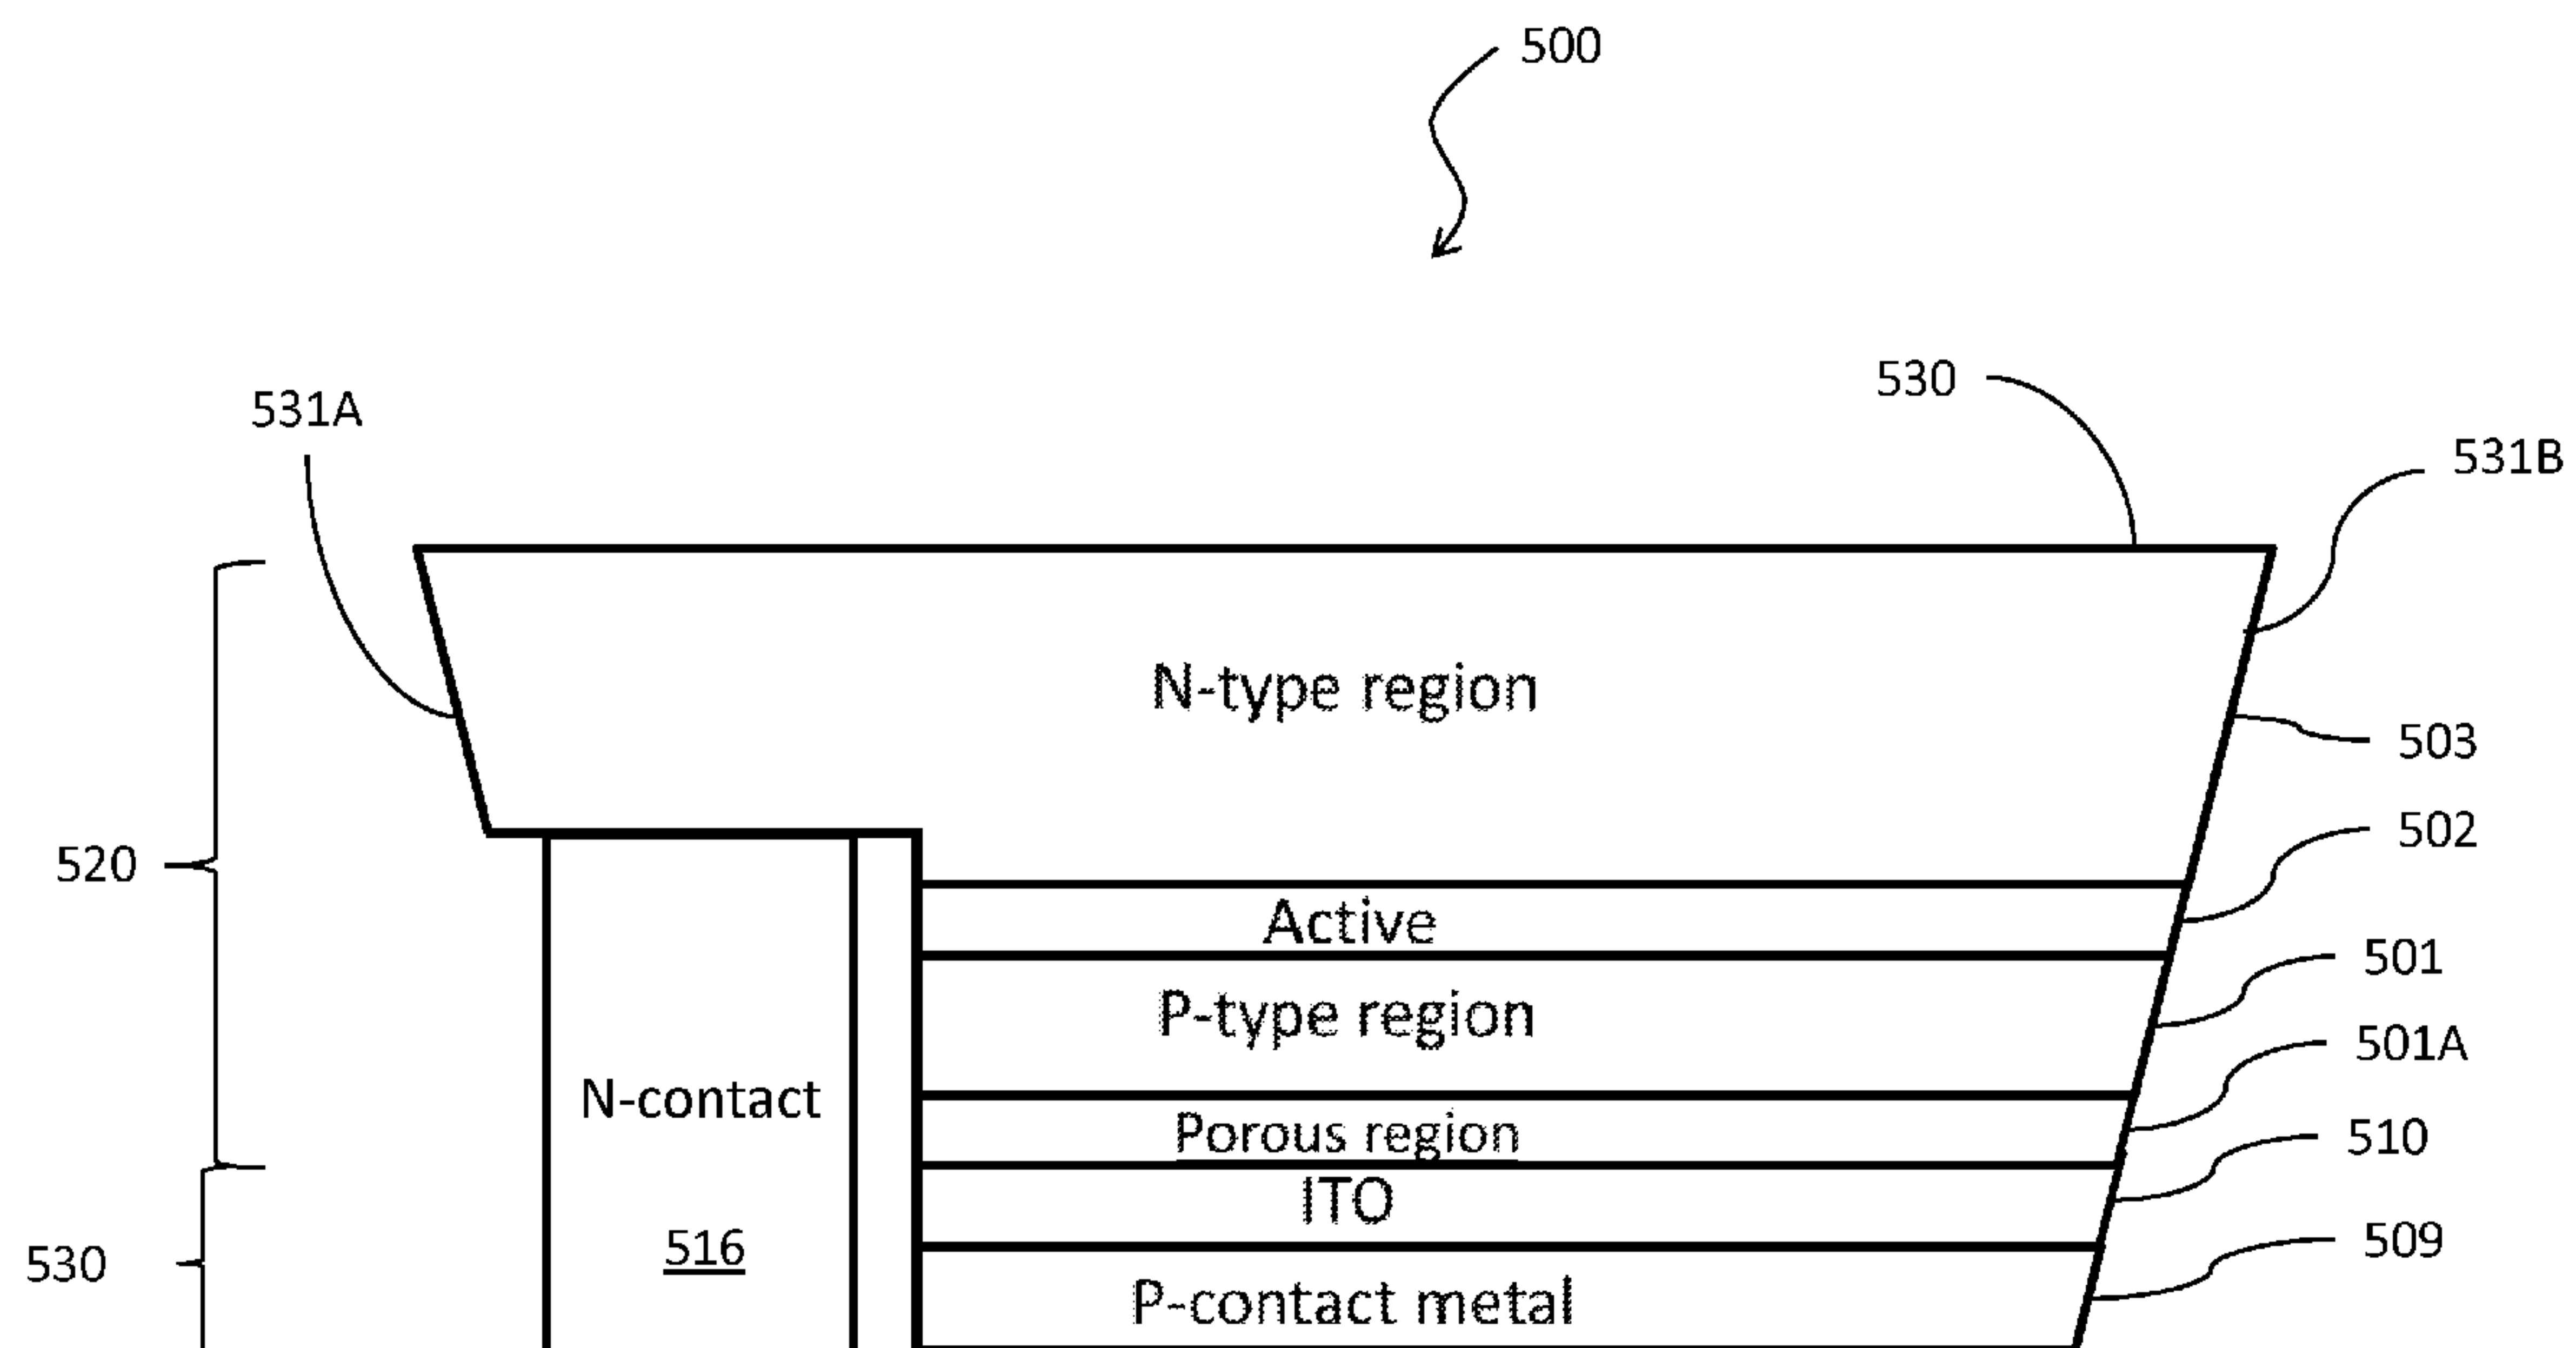 500
530
531A
531B
N-type region
503
502
520
Active
501
P-type region
501A
N-contact
Porous region
510
ITO
516
509
530
P-contact metal